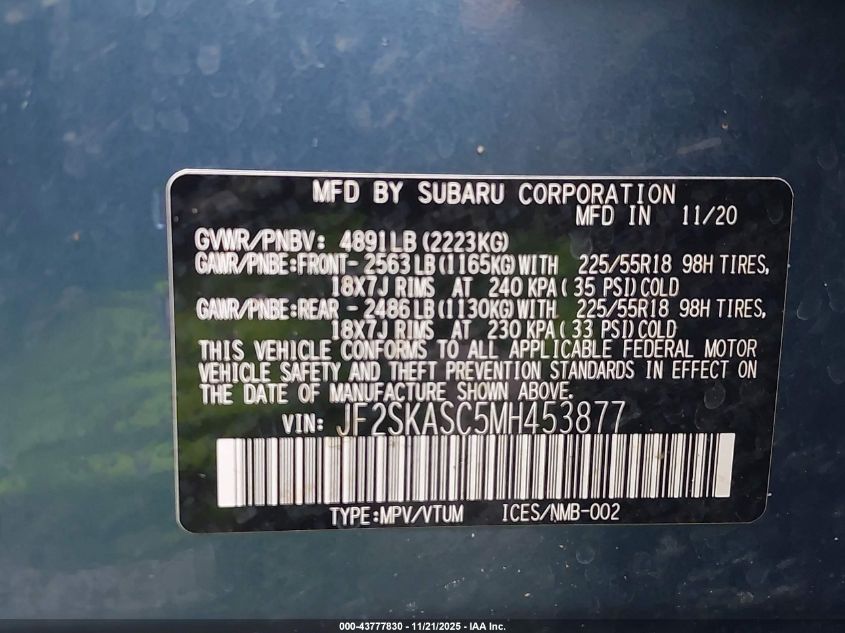 MFD BY SUBARU CORPORATION
MFD IN 11/20
GVWR/PNBV: 4891LB(2223KG)
GAWR/PNBE:FRONT- 2563LB(1165KG)WITH 225/55R18 98H TIRES,
18X7J RIMS AT 240 KPA( 35 PSI)COLD
GAWR/PNBE:REAR - 2486LB(1130KG)WITH 225/55R18 98H TIRES,
18X7J RIMS AT 230 KPA( 33 PSI)COLD
THIS VEHICLE CONFORMS TO ALL APPLICABLE FEDERAL MOTOR
VEHICLE SAFETY AND THEFT PREVENTION STANDARDS IN EFFECT ON
THE DATE OF MANUFACTURE SHOWN ABOVE.
VIN: JF2SKASC5MH453877
TYPE:MPV/VTUM ICES/NMB-002
000-43777830 - 11/21/2025 - IAA Inc.